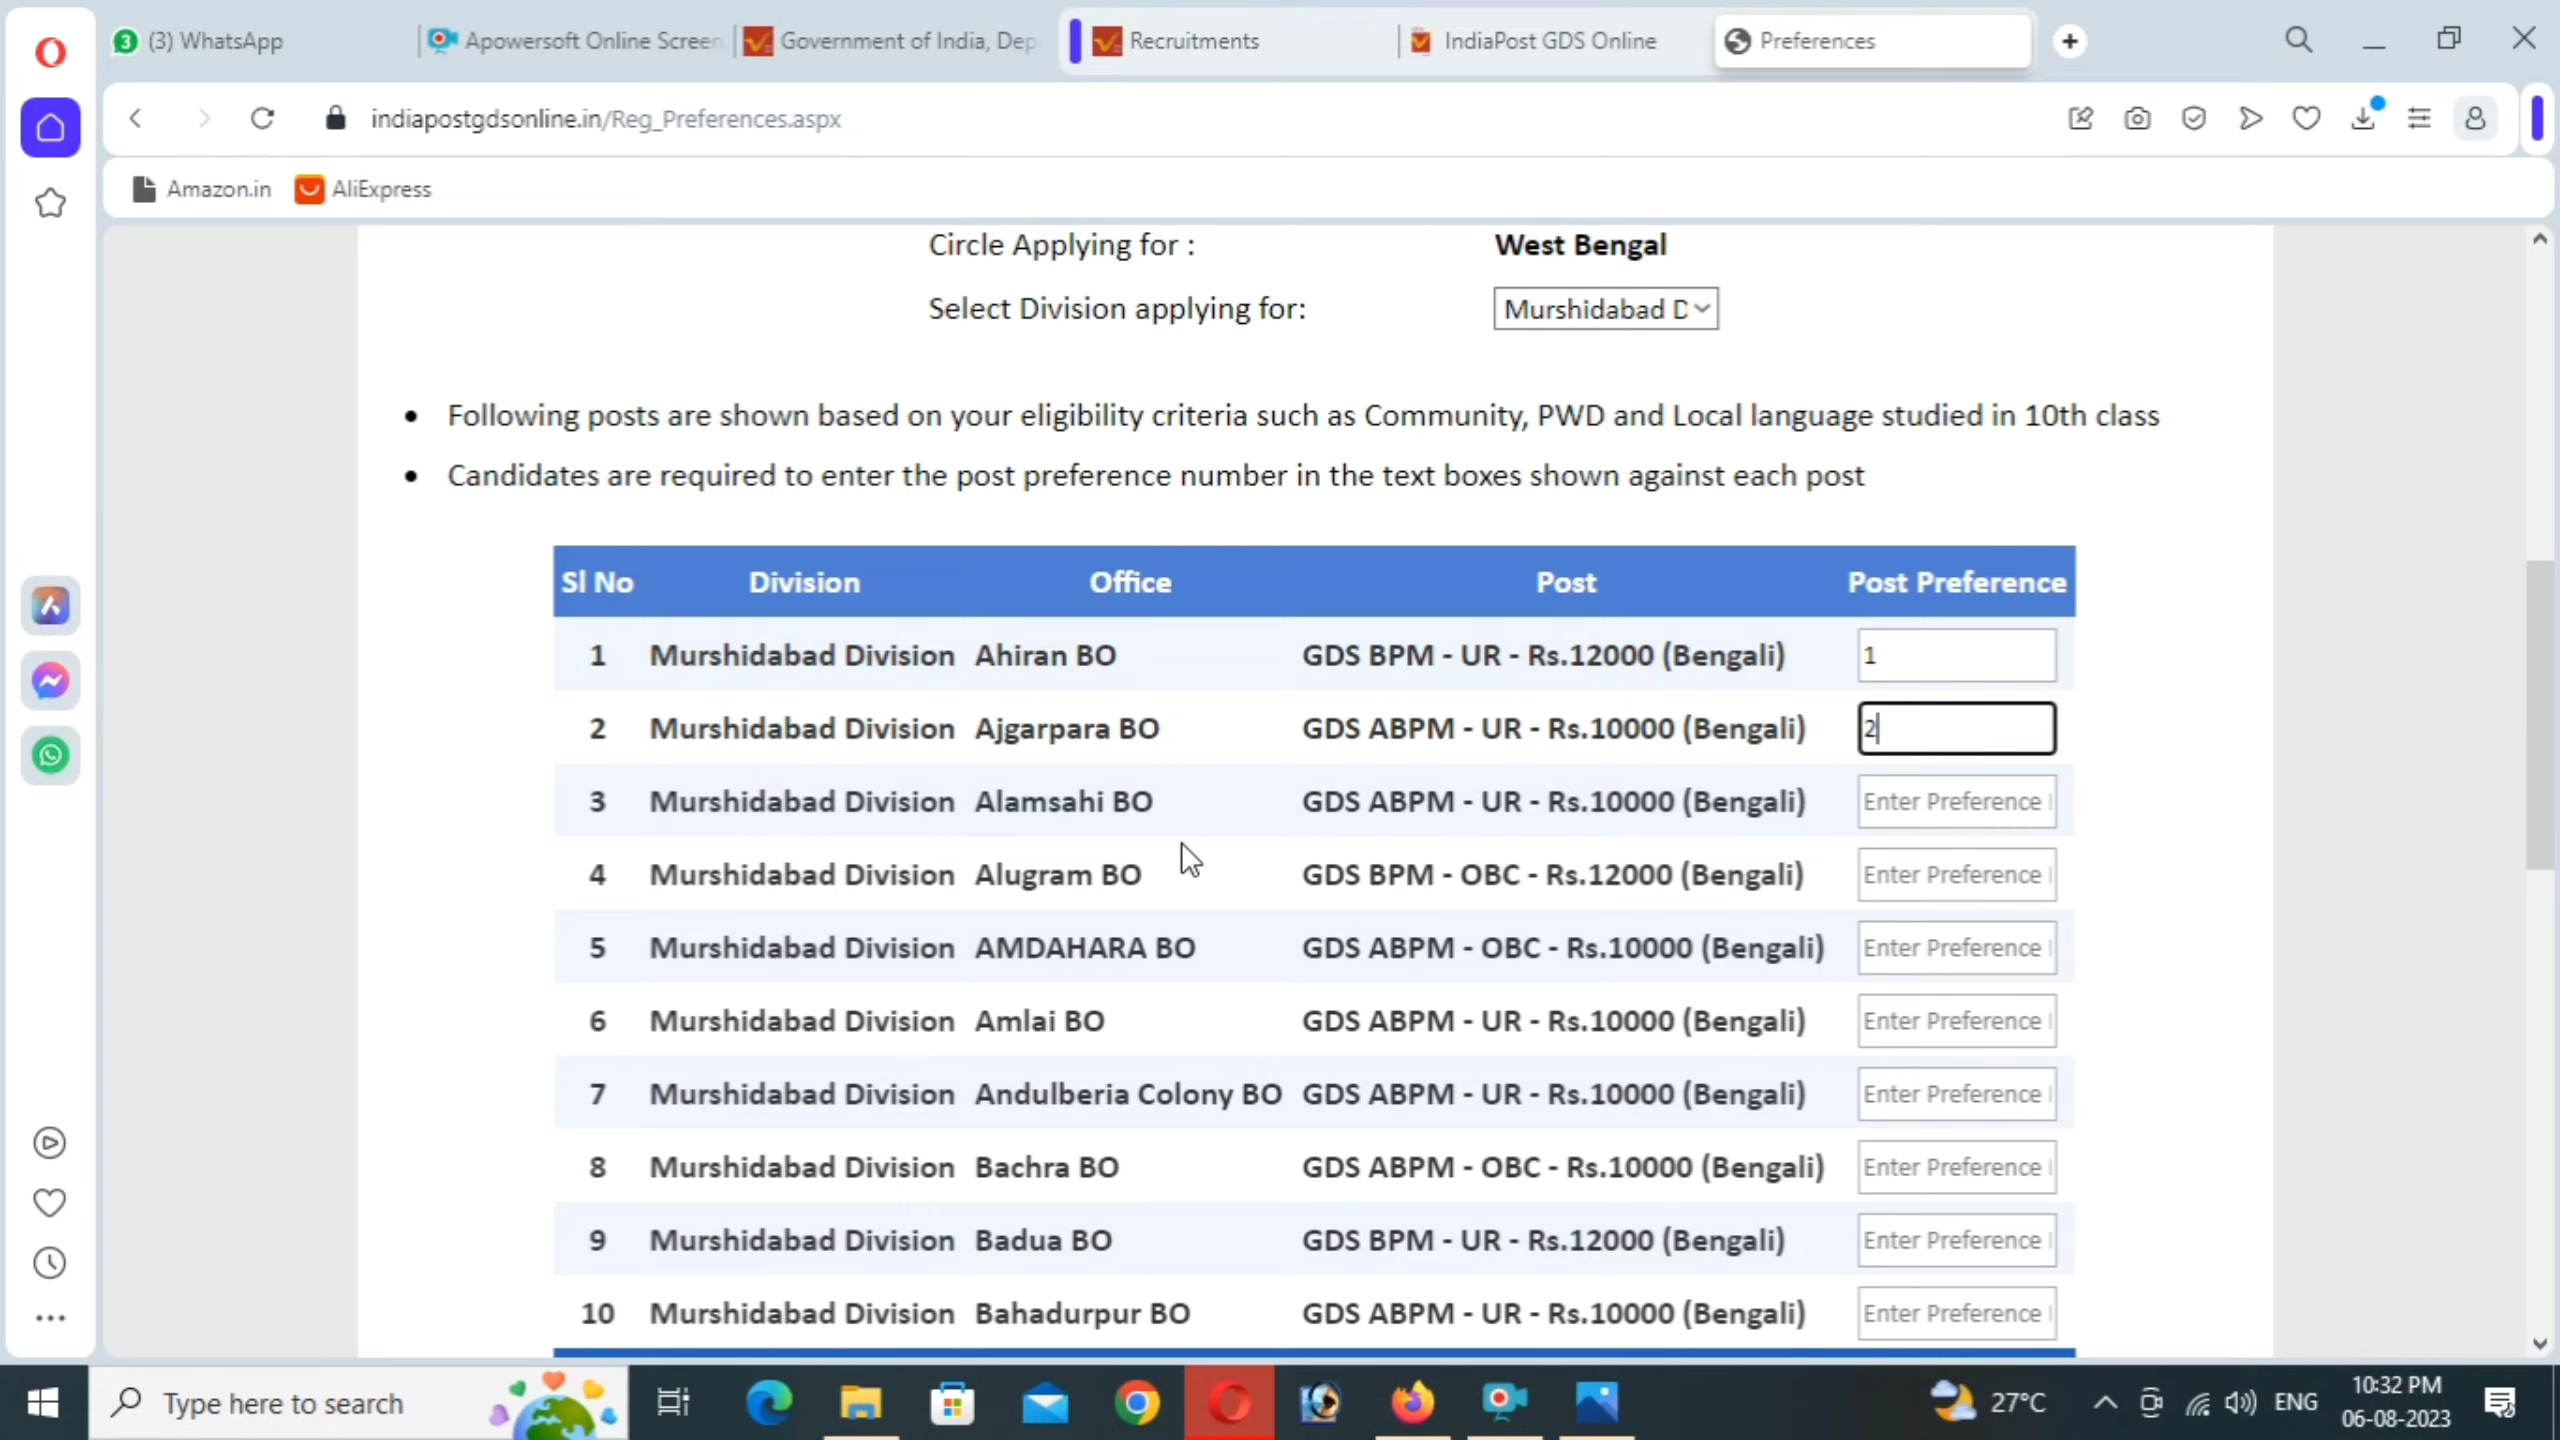 (3) WhatsApp
Apowersoft Online Screen
Government of India, Dep
Recruitments
IndiaPost GDS Online
Preferences
indiapostgdsonline.in/Reg_Preferences.aspx
Amazon.in
AliExpress
Circle Applying for : West Bengal
Select Division applying for: Murshidabad D
• Following posts are shown based on your eligibility criteria such as Community, PWD and Local language studied in 10th class
• Candidates are required to enter the post preference number in the text boxes shown against each post
Sl No Division Office Post Post Preference
1 Murshidabad Division Ahiran BO GDS BPM - UR - Rs.12000 (Bengali) 1
2 Murshidabad Division Ajgarpara BO GDS ABPM - UR - Rs.10000 (Bengali) 2
3 Murshidabad Division Alamsahi BO GDS ABPM - UR - Rs.10000 (Bengali) Enter Preference
4 Murshidabad Division Alugram BO GDS BPM - OBC - Rs.12000 (Bengali) Enter Preference
5 Murshidabad Division AMDAHARA BO GDS ABPM - OBC - Rs.10000 (Bengali) Enter Preference
6 Murshidabad Division Amlai BO GDS ABPM - UR - Rs.10000 (Bengali) Enter Preference
7 Murshidabad Division Andulberia Colony BO GDS ABPM - UR - Rs.10000 (Bengali) Enter Preference
8 Murshidabad Division Bachra BO GDS ABPM - OBC - Rs.10000 (Bengali) Enter Preference
9 Murshidabad Division Badua BO GDS BPM - UR - Rs.12000 (Bengali) Enter Preference
10 Murshidabad Division Bahadurpur BO GDS ABPM - UR - Rs.10000 (Bengali) Enter Preference
Type here to search
27°C
ENG
10:32 PM
06-08-2023